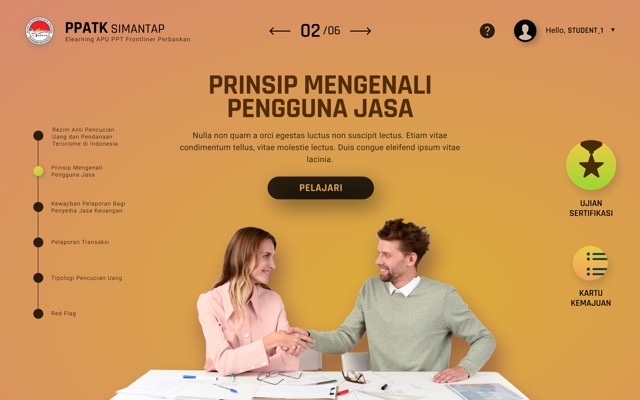 PPATK SIMANTAP
Elearning APU PPT Frontliner Perbankan
02 /06
?
Hello, STUDENT_1
PRINSIP MENGENALI
PENGGUNA JASA
Nulla non quam a orci egestas luctus non suscipit lectus. Etiam vitae
condimentum tellus, vitae molestie lectus. Duis congue eleifend ipsum vitae
lacinia.
PELAJARI
Rezim Anti Pencucian
Uang dan Pendanaan
Terorisme di Indonesia
Prinsip Mengenali
Pengguna Jasa
Kewajiban Pelaporan Bagi
Penyedia Jasa Keuangan
Pelaporan Transaksi
Tipologi Pencucian Uang
Red Flag
UJIAN
SERTIFIKASI
KARTU
KEMAJUAN